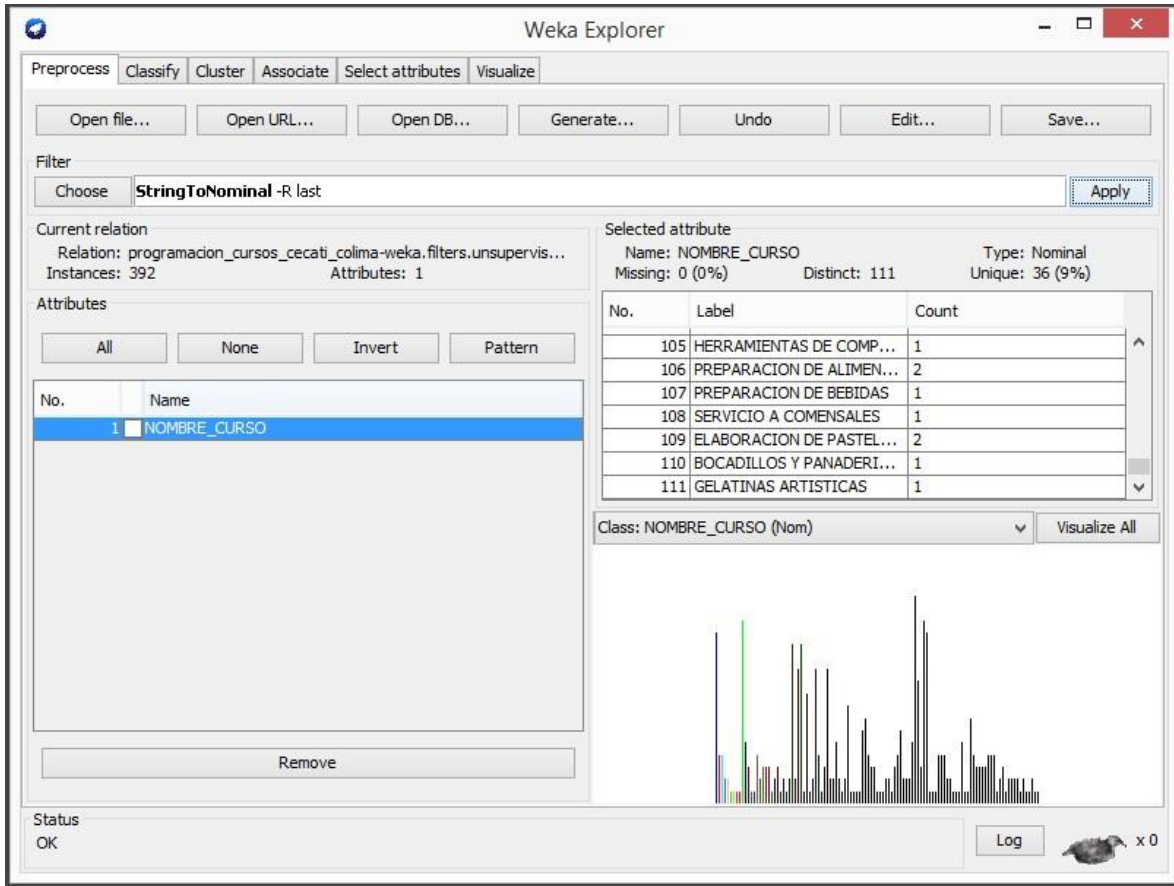 Weka Explorer
Preprocess Classify Cluster Associate Select attributes Visualize
Open file... Open URL... Open DB... Generate... Undo Edit... Save...
Filter
Choose StringToNominal -R last Apply
Current relation
Relation: programacion_cursos_cecati_colima-weka.filters.unsupervis...
Instances: 392 Attributes: 1
Attributes
All None Invert Pattern
No. Name
1 NOMBRE_CURSO
Remove
Selected attribute
Name: NOMBRE_CURSO Type: Nominal
Missing: 0 (0%) Distinct: 111 Unique: 36 (9%)
No. Label Count
105 HERRAMIENTAS DE COMP... 1
106 PREPARACION DE ALIMEN... 2
107 PREPARACION DE BEBIDAS 1
108 SERVICIO A COMENSALES 1
109 ELABORACION DE PASTEL... 2
110 BOCADILLOS Y PANADERI... 1
111 GELATINAS ARTISTICAS 1
Class: NOMBRE_CURSO (Nom) Visualize All
Status
OK
Log x 0